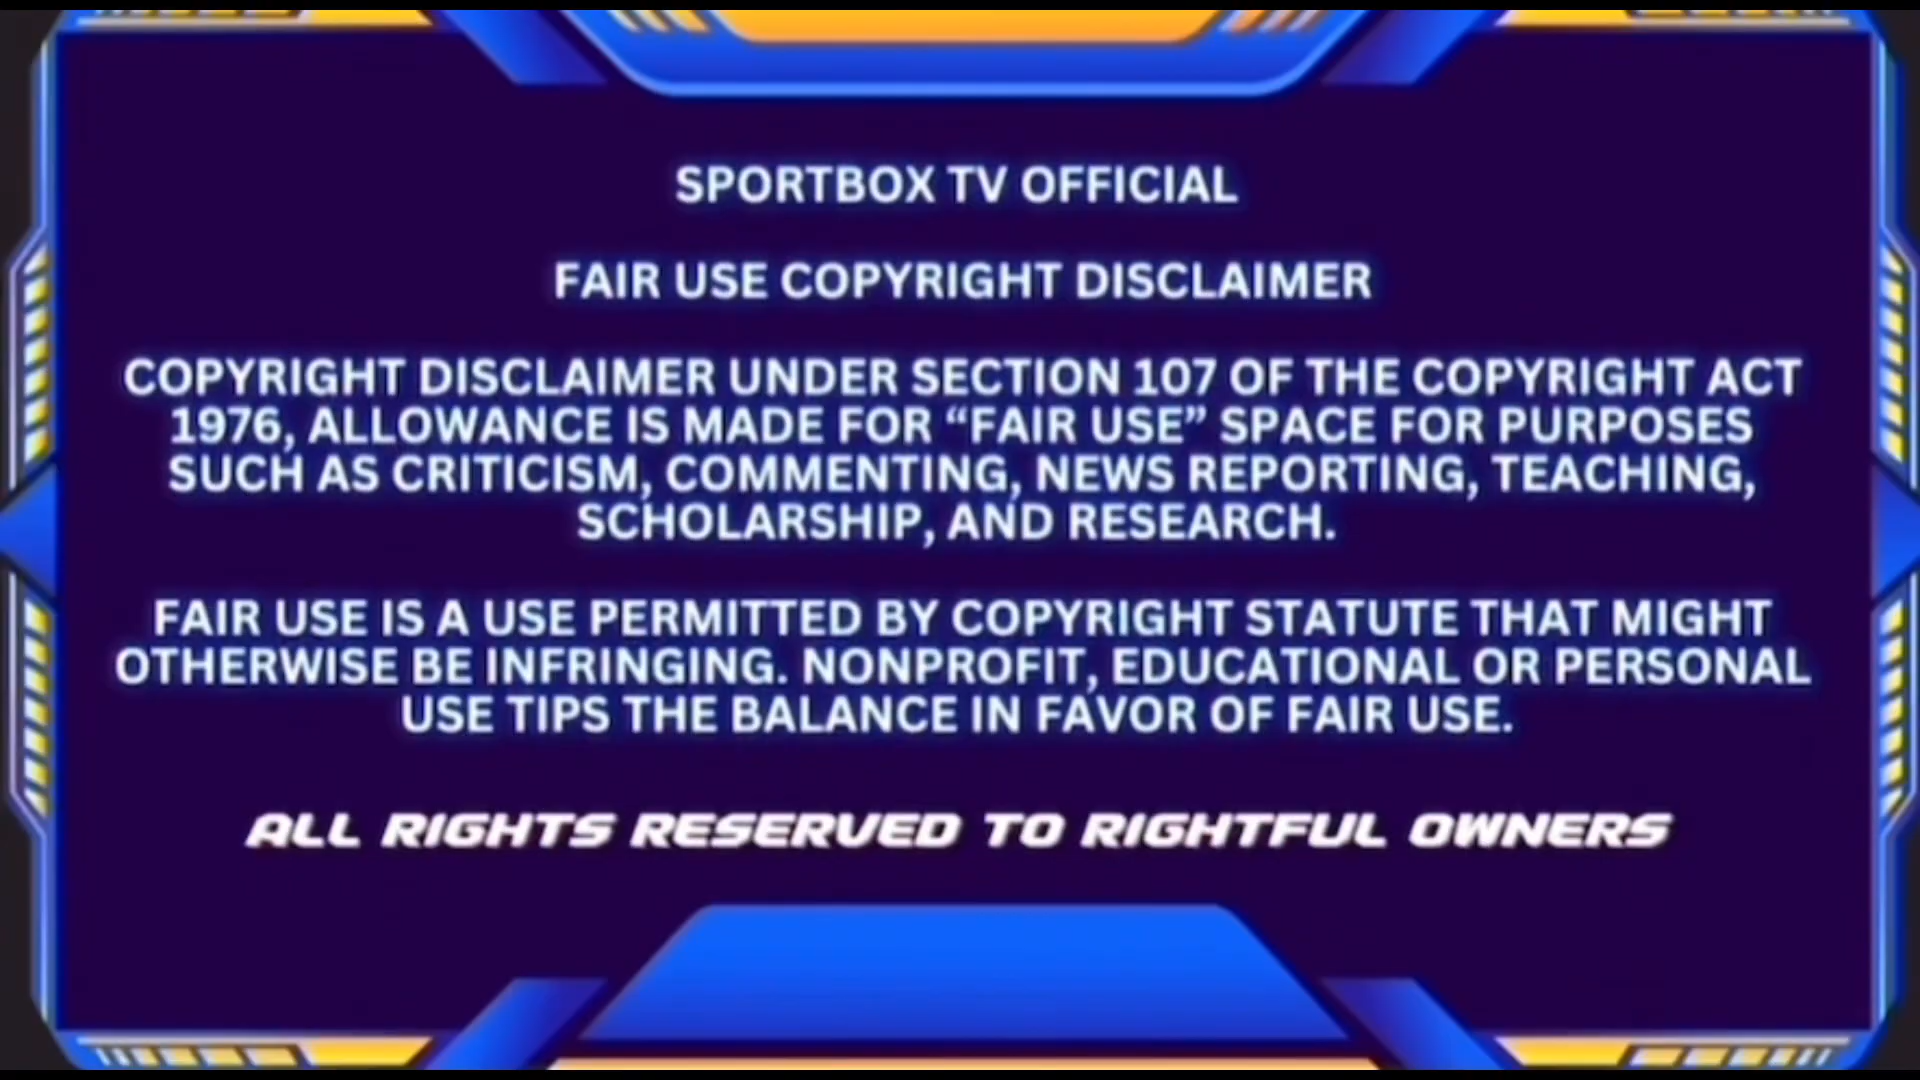 SPORTBOX TV OFFICIAL
FAIR USE COPYRIGHT DISCLAIMER
COPYRIGHT DISCLAIMER UNDER SECTION 107 OF THE COPYRIGHT ACT
1976, ALLOWANCE IS MADE FOR “FAIR USE” SPACE FOR PURPOSES
SUCH AS CRITICISM, COMMENTING, NEWS REPORTING, TEACHING,
SCHOLARSHIP, AND RESEARCH.
FAIR USE IS A USE PERMITTED BY COPYRIGHT STATUTE THAT MIGHT
OTHERWISE BE INFRINGING. NONPROFIT, EDUCATIONAL OR PERSONAL
USE TIPS THE BALANCE IN FAVOR OF FAIR USE.
ALL RIGHTS RESERVED TO RIGHTFUL OWNERS